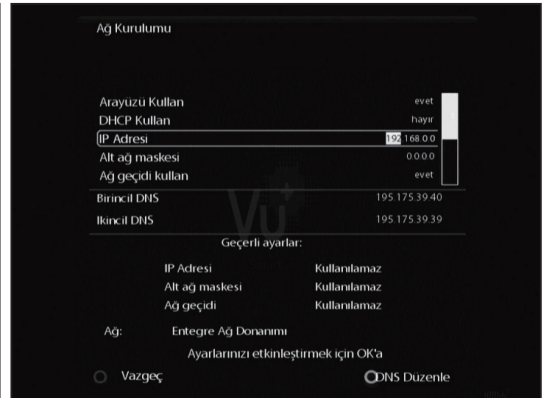 Ağ Kurulumu
Arayüzü Kullan evet
DHCP Kullan hayır
IP Adresi 192.168.0.0
Alt ağ maskesi 0.0.0.0
Ağ geçidi kullan evet
Birincil DNS 195.175.39.40
Ikincil DNS 195.175.39.39
Vu+
Geçerli ayarlar:
IP Adresi Kullanılamaz
Alt ağ maskesi Kullanılamaz
Ağ geçidi Kullanılamaz
Ağ: Entegre Ağ Donanımı
Ayarlarınızı etkinleştirmek için OK'a
Vazgeç DNS Düzenle